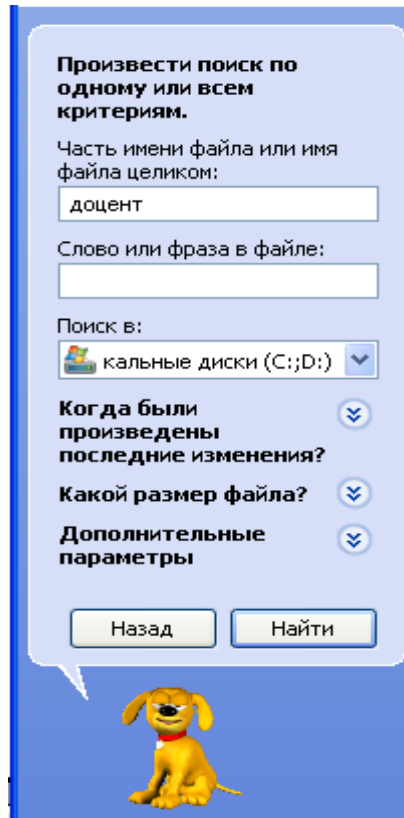 Произвести поиск по
одному или всем
критериям.
Часть имени файла или имя
файла целиком:
доцент
Слово или фраза в файле:
Поиск в:
кальные диски (C:;D:)
Когда были
произведены
последние изменения?
Какой размер файла?
Дополнительные
параметры
Назад
Найти